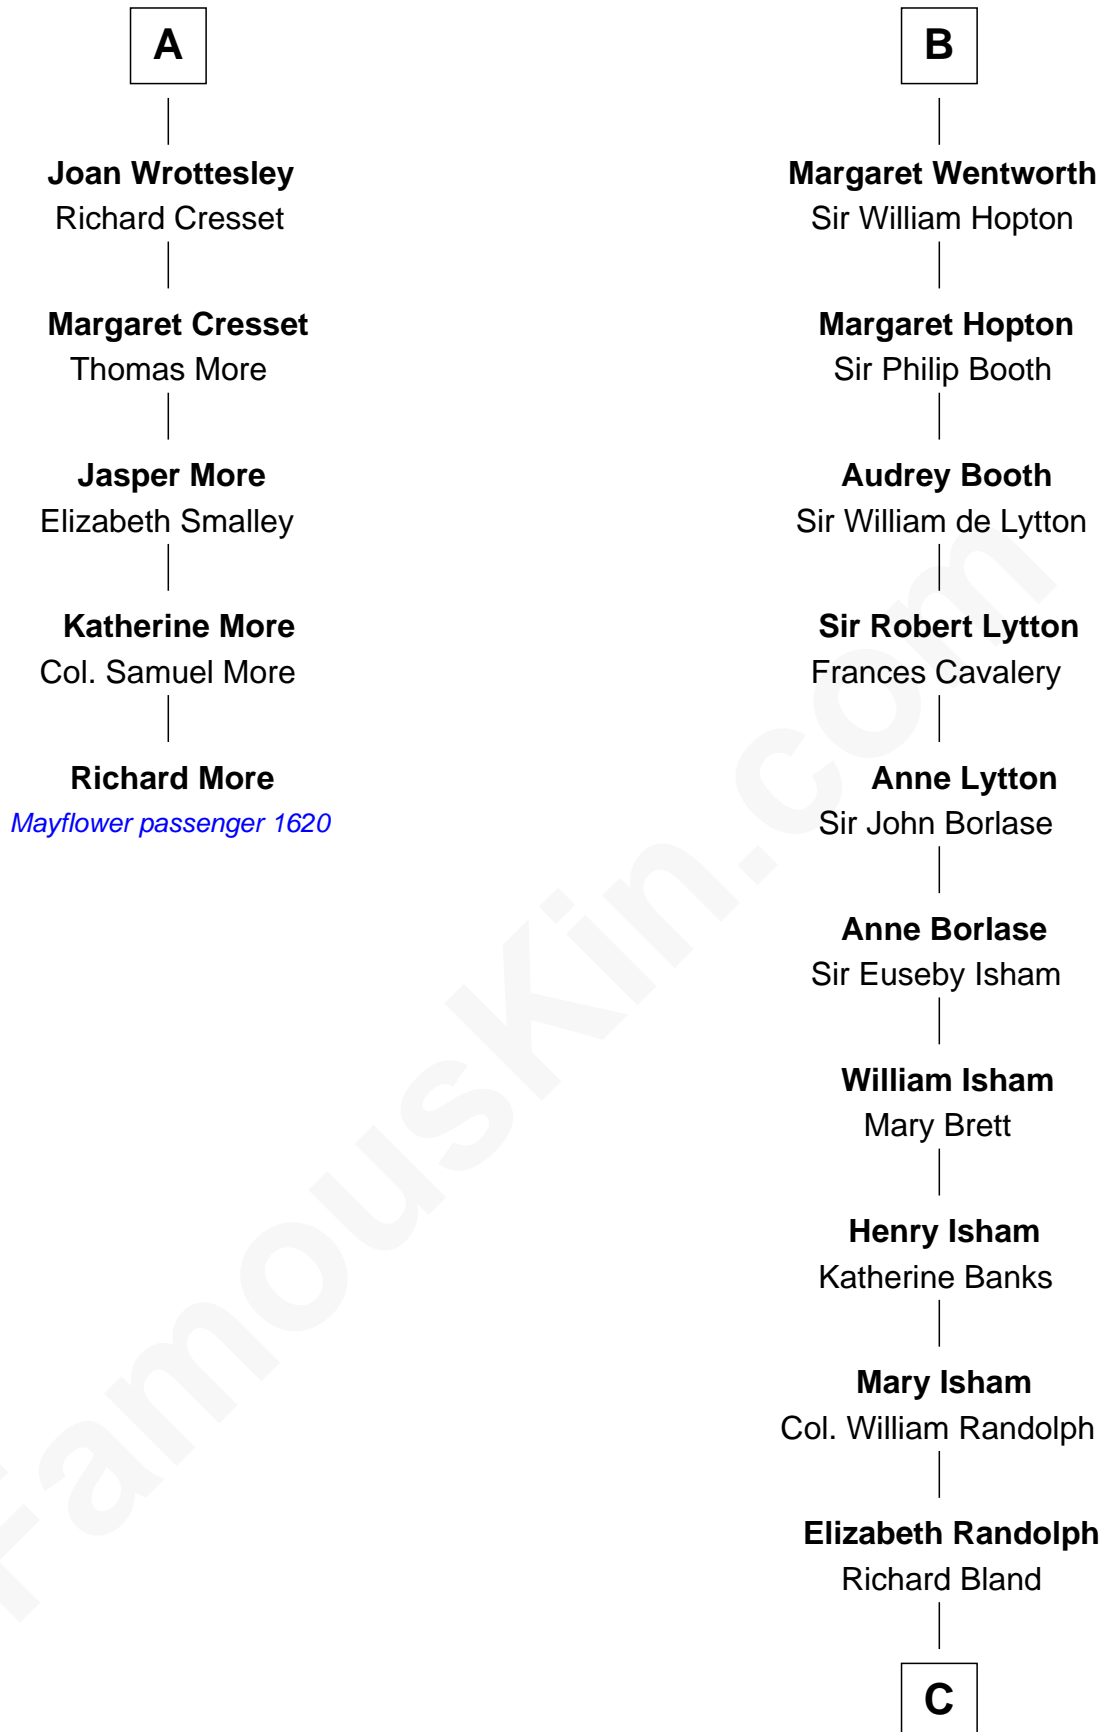 A
Joan Wrottesley
Richard Cresset
Margaret Cresset
Thomas More
Jasper More
Elizabeth Smalley
Katherine More
Col. Samuel More
Richard More
Mayflower passenger 1620
B
Margaret Wentworth
Sir William Hopton
Margaret Hopton
Sir Philip Booth
Audrey Booth
Sir William de Lytton
Sir Robert Lytton
Frances Cavalery
Anne Lytton
Sir John Borlase
Anne Borlase
Sir Euseby Isham
William Isham
Mary Brett
Henry Isham
Katherine Banks
Mary Isham
Col. William Randolph
Elizabeth Randolph
Richard Bland
C
FamousKin.com